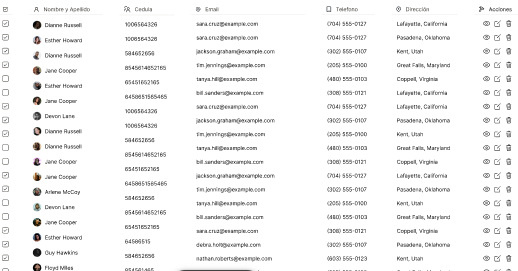 Nombre y Apellido Cedula Email Telefono Dirección Acciones
Dianne Russell 1006564326 sara.cruz@example.com (704) 555-0127 Lafayette, California
Esther Howard 1006564326 sara.cruz@example.com (704) 555-0127 Pasadena, Oklahoma
Dianne Russell 584652656 jackson.graham@example.com (302) 555-0107 Kent, Utah
Jane Cooper 8545614652165 tim.jennings@example.com (205) 555-0100 Great Falls, Maryland
Esther Howard 65451652165 tanya.hill@example.com (480) 555-0103 Coppell, Virginia
Jane Cooper 6458651565465 bill.sanders@example.com (308) 555-0121 Lafayette, California
Devon Lane 1006564326 sara.cruz@example.com (704) 555-0127 Lafayette, California
Dianne Russell 1006564326 jackson.graham@example.com (302) 555-0107 Pasadena, Oklahoma
Dianne Russell 584652656 tim.jennings@example.com (205) 555-0100 Kent, Utah
Jane Cooper 8545614652165 tanya.hill@example.com (480) 555-0103 Great Falls, Maryland
Jane Cooper 65451652165 bill.sanders@example.com (308) 555-0121 Coppell, Virginia
Arlene McCoy 6458651565465 jackson.graham@example.com (704) 555-0127 Lafayette, California
Devon Lane 584652656 tim.jennings@example.com (302) 555-0107 Pasadena, Oklahoma
Jane Cooper 8545614652165 tanya.hill@example.com (205) 555-0100 Kent, Utah
Esther Howard 65451652165 bill.sanders@example.com (480) 555-0103 Great Falls, Maryland
Guy Hawkins 64586515 sara.cruz@example.com (308) 555-0121 Coppell, Virginia
Floyd Miles 584652656 debra.holt@example.com (302) 555-0107 Pasadena, Oklahoma
nathan.roberts@example.com (603) 555-0123 Kent, Utah